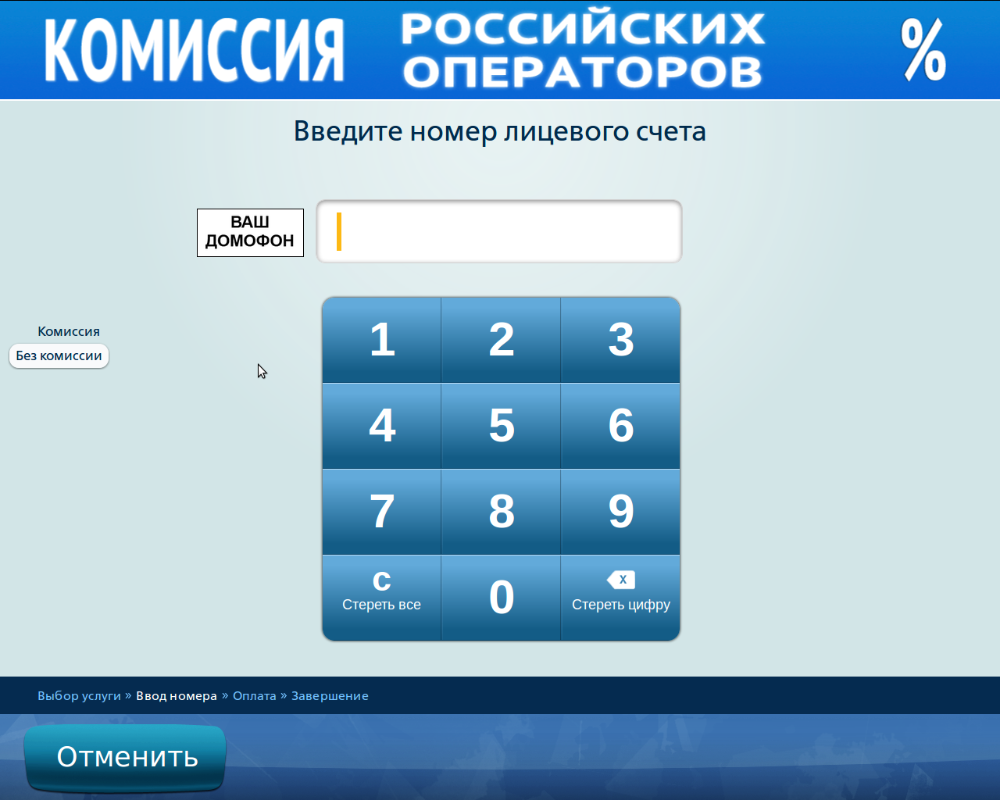 КОМИССИЯ
РОССИЙСКИХ
ОПЕРАТОРОВ
%
Введите номер лицевого счета
ВАШ
ДОМОФОН
Комиссия
Без комиссии
1 2 3
4 5 6
7 8 9
С 0 X
Стереть все Стереть цифру
Выбор услуги » Ввод номера » Оплата » Завершение
Отменить